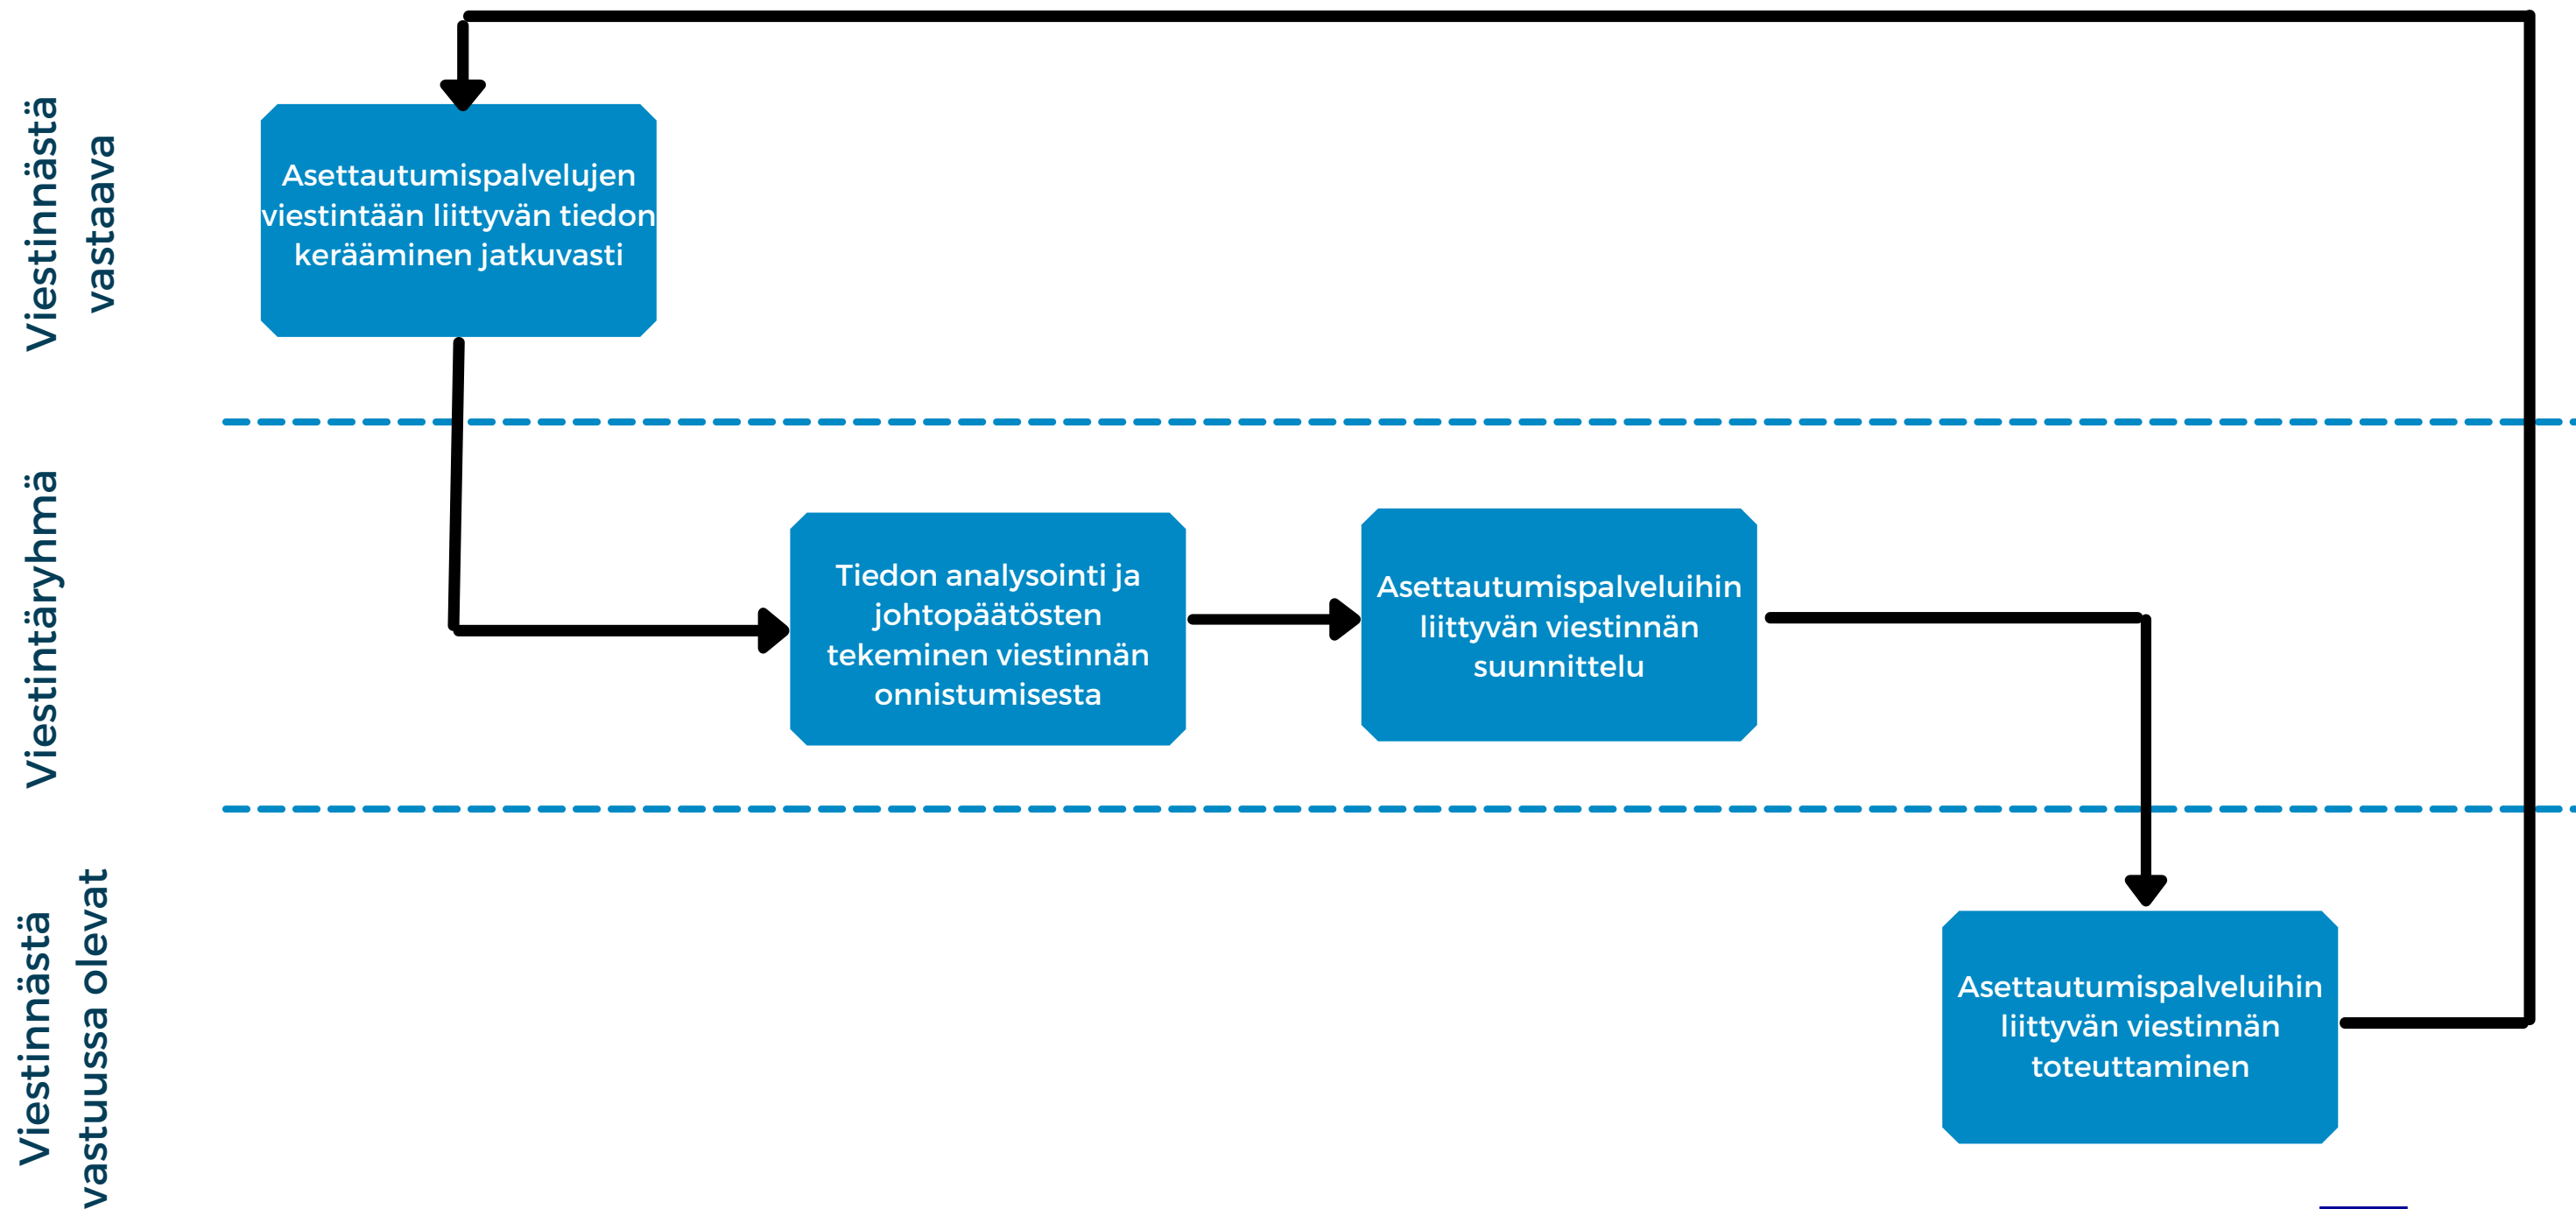 Viestinnästä
vastaava
Asettautumispalvelujen
viestintään liittyvän tiedon
kerääminen jatkuvasti
Viestintäryhmä
Tiedon analysointi ja
johtopäätösten
tekeminen viestinnän
onnistumisesta
Asettautumispalveluihin
liittyvän viestinnän
suunnittelu
Viestinnästä
vastuussa olevat
Asettautumispalveluihin
liittyvän viestinnän
toteuttaminen